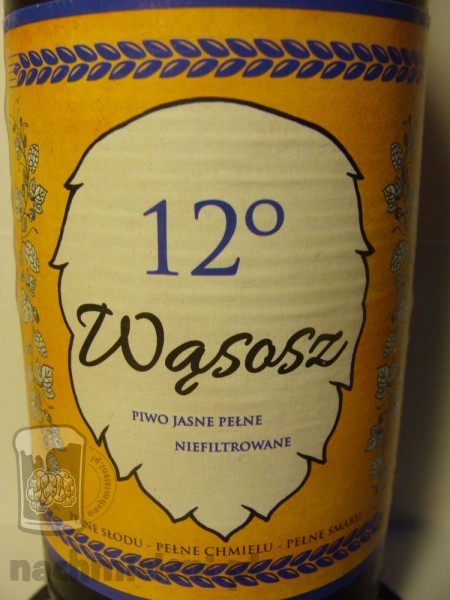 12°
Wąsosz
PIWO JASNE PEŁNE
NIEFILTROWANE
SŁODU - PEŁNE CHMIELU - PEŁNE SMAKU